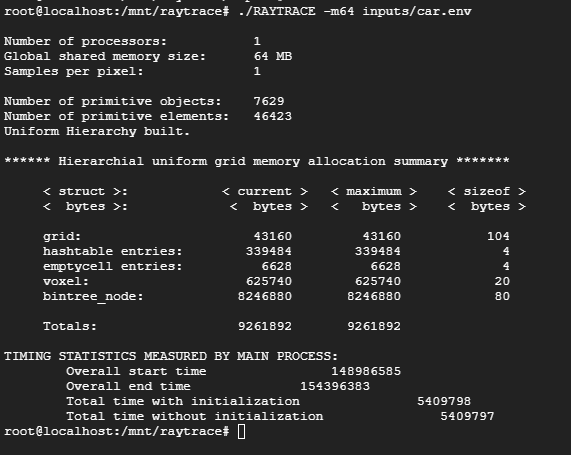 root@localhost:/mnt/raytrace# ./RAYTRACE -m64 inputs/car.env
Number of processors: 1
Global shared memory size: 64 MB
Samples per pixel: 1
Number of primitive objects: 7629
Number of primitive elements: 46423
Uniform Hierarchy built.
****** Hierarchial uniform grid memory allocation summary *******
< struct >: < current > < maximum > < sizeof >
< bytes >: < bytes > < bytes > < bytes >
grid: 43160 43160 104
hashtable entries: 339484 339484 4
emptycell entries: 6628 6628 4
voxel: 625740 625740 20
bintree_node: 8246880 8246880 80
Totals: 9261892 9261892
TIMING STATISTICS MEASURED BY MAIN PROCESS:
Overall start time 148986585
Overall end time 154396383
Total time with initialization 5409798
Total time without initialization 5409797
root@localhost:/mnt/raytrace#